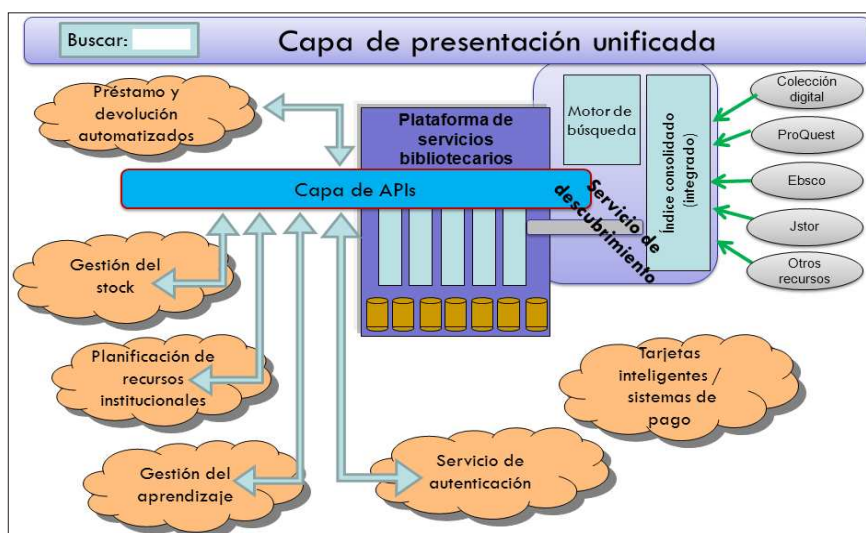 Buscar:
Capa de presentación unificada
Préstamo y
devolución
automatizados
Plataforma de
servicios
bibliotecarios
Motor de
búsqueda
Índice consolidado
(integrado)
Colección
digital
ProQuest
Ebsco
Jstor
Otros
recursos
Capa de APIs
Servicio de
descubrimiento
Gestión del
stock
Planificación de
recursos
institucionales
Tarjetas
inteligentes /
sistemas de
pago
Gestión del
aprendizaje
Servicio de
autenticación